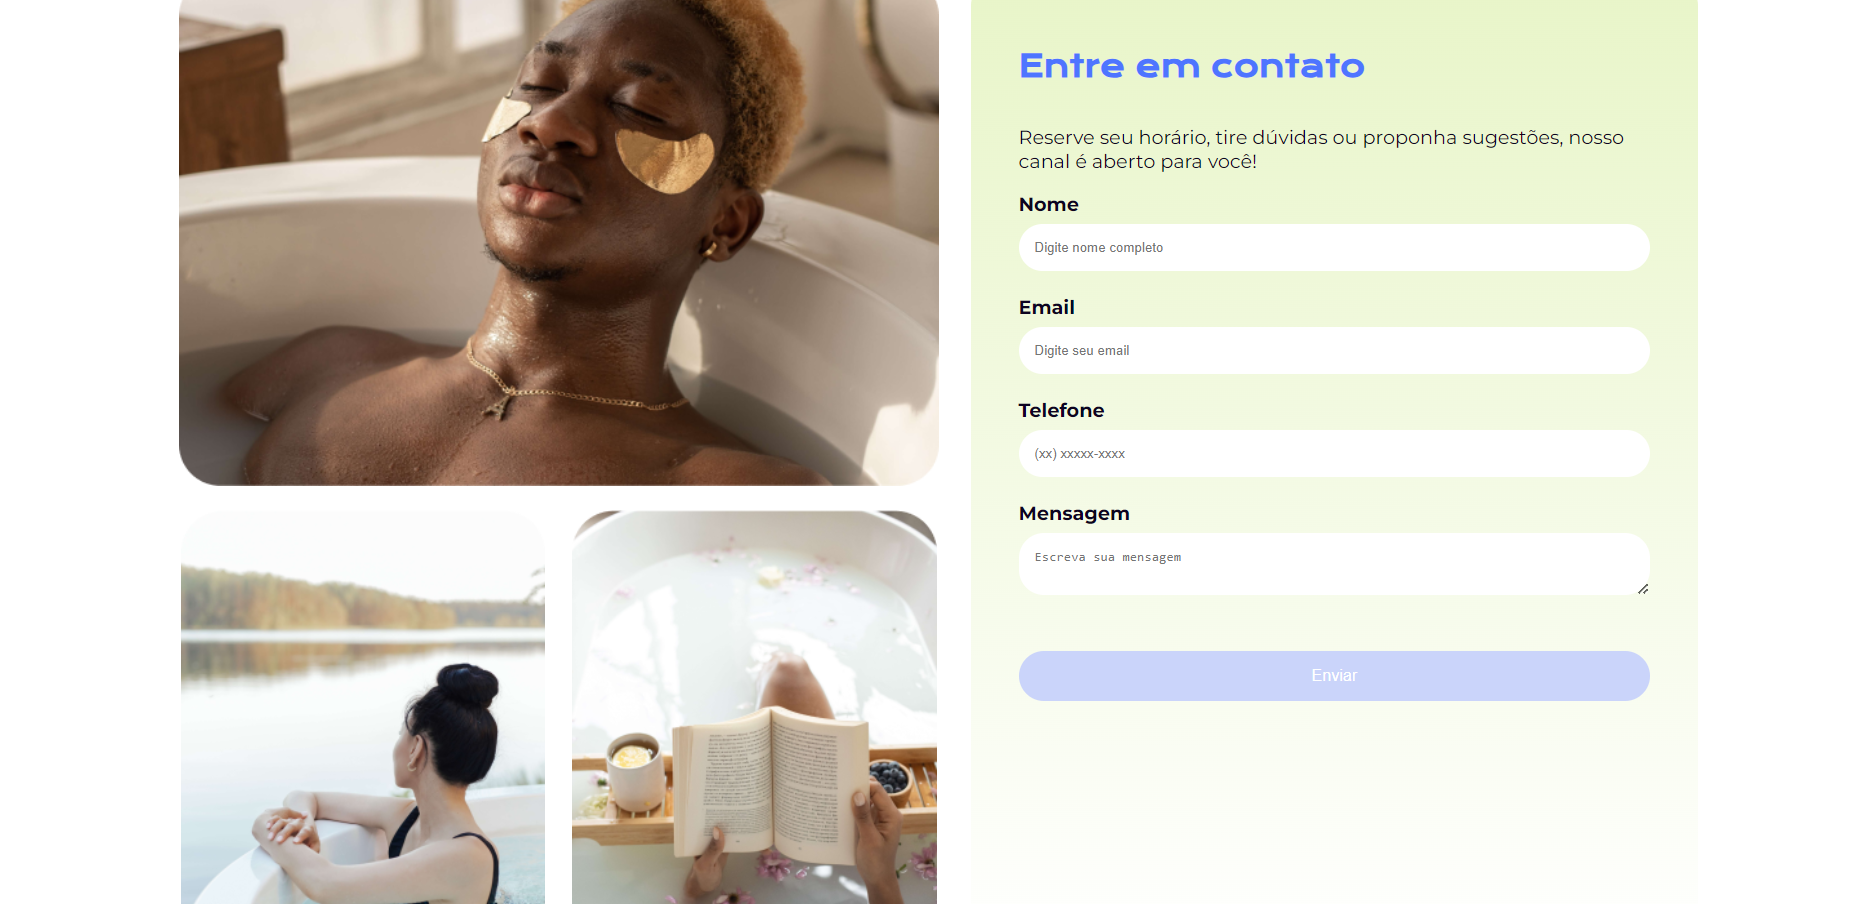 Entre em contato
Reserve seu horário, tire dúvidas ou proponha sugestões, nosso
canal é aberto para você!
Nome
Digite nome completo
Email
Digite seu email
Telefone
(xx) xxxxx-xxxx
Mensagem
Escreva sua mensagem
Enviar